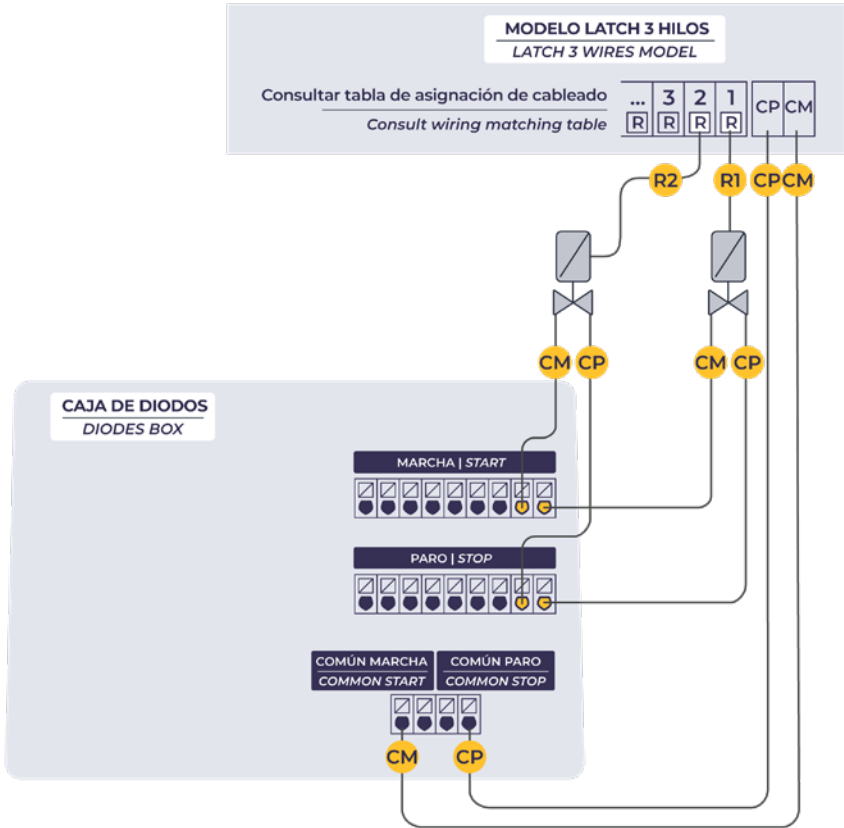 MODELO LATCH 3 HILOS
LATCH 3 WIRES MODEL
Consultar tabla de asignación de cableado
Consult wiring matching table
... 3 2 1 CP CM
R R R R
R2 R1 CP CM
CM CP CM CP
CAJA DE DIODOS
DIODES BOX
MARCHA | START
PARO | STOP
COMÚN MARCHA COMÚN PARO
COMMON START COMMON STOP
CM CP